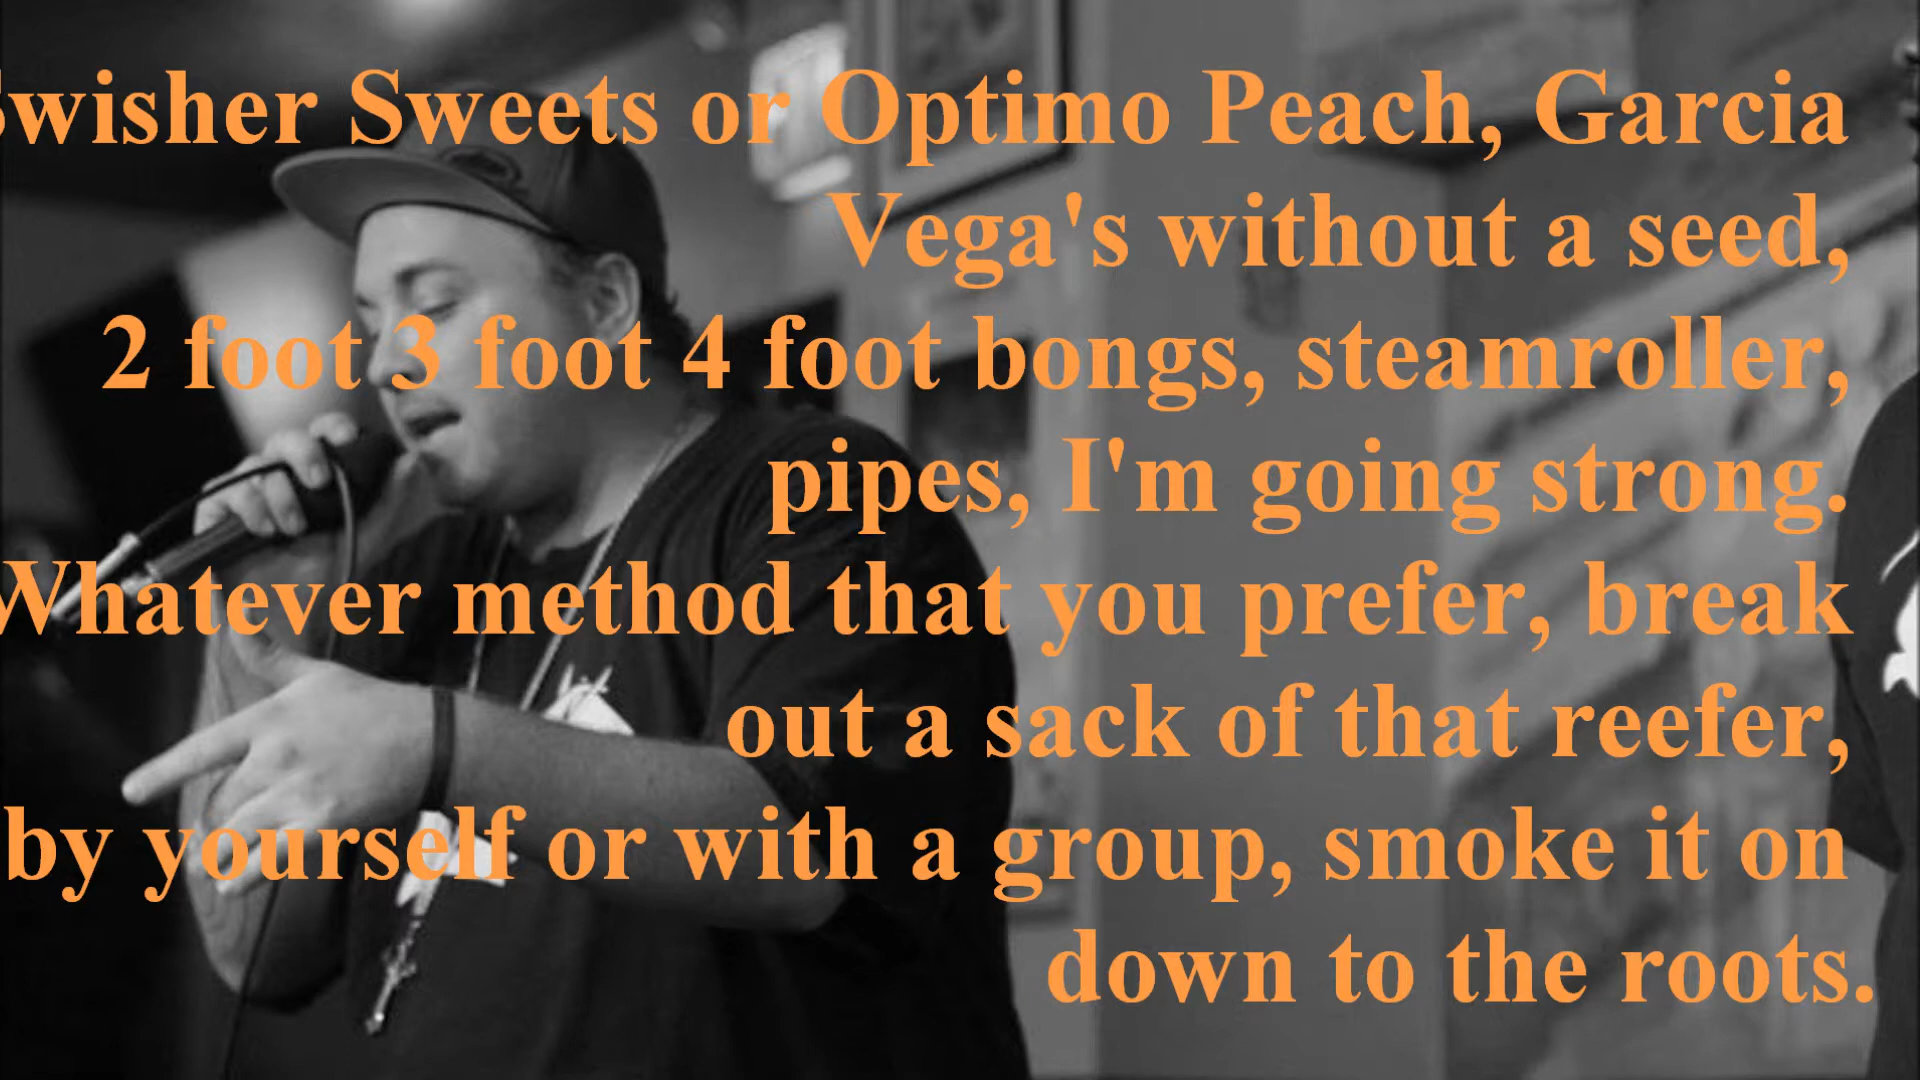 Swisher Sweets or Optimo Peach, Garcia
Vega's without a seed,
2 foot 3 foot 4 foot bongs, steamroller,
pipes, I'm going strong.
Whatever method that you prefer, break
out a sack of that reefer,
by yourself or with a group, smoke it on
down to the roots.